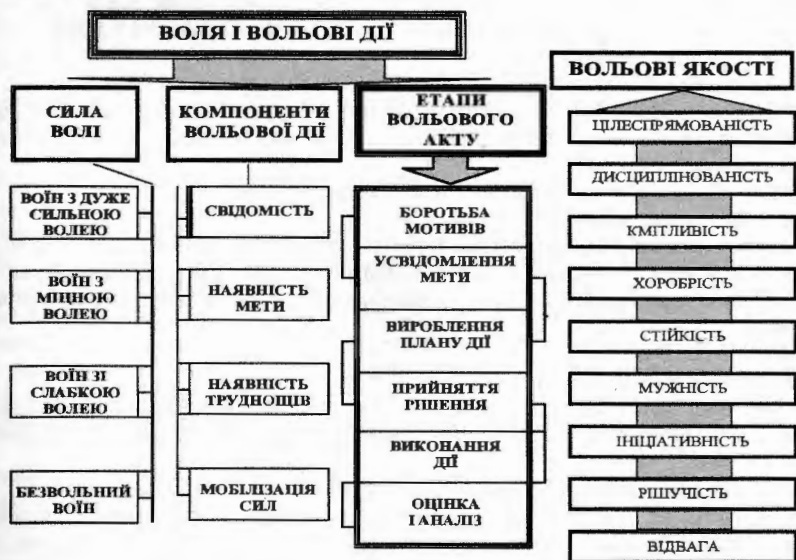 ВОЛЯ І ВОЛЬОВІ ДІЇ
СИЛА
ВОЛІ
ВОЇН З ДУЖЕ
СИЛЬНОЮ
ВОЛЕЮ
ВОЇН З
МІЦНОЮ
ВОЛЕЮ
ВОЇН ЗІ
СЛАБКОЮ
ВОЛЕЮ
БЕЗВОЛЬНИЙ
ВОЇН
КОМПОНЕНТИ
ВОЛЬОВОЇ ДІЇ
СВІДОМІСТЬ
НАЯВНІСТЬ
МЕТИ
НАЯВНІСТЬ
ТРУДНОЩІВ
МОБІЛІЗАЦІЯ
СИЛ
ЕТАПИ
ВОЛЬОВОГО
АКТУ
БОРОТЬБА
МОТИВІВ
УСВІДОМЛЕННЯ
МЕТИ
ВИРОБЛЕННЯ
ПЛАНУ ДІЇ
ПРИЙНЯТТЯ
РІШЕННЯ
ВИКОНАННЯ
ДІЇ
ОЦІНКА
І АНАЛІЗ
ВОЛЬОВІ ЯКОСТІ
ЦІЛЕСПРЯМОВАНІСТЬ
ДИСЦИПЛІНОВАНІСТЬ
КМІТЛИВІСТЬ
ХОРОБРІСТЬ
СТІЙКІСТЬ
МУЖНІСТЬ
ІНІЦІАТИВНІСТЬ
РІШУЧІСТЬ
ВІДВАГА